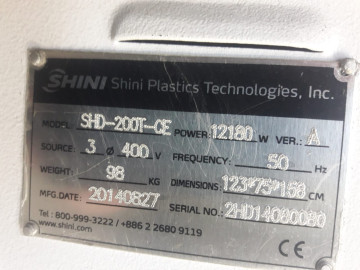 SHINI Shini Plastics Technologies, Inc.
MODEL: SHD-200T-CE POWER: 12180 W VER.: A
SOURCE: 3 ø 400 V FREQUENCY: 50 Hz
WEIGHT: 98 KG DIMENSIONS: 123*75*158 CM
MFG.DATE: 20140827 SERIAL NO.: 2HD14080080
Tel : 800-999-3222 / +886 2 2680 9119
www.shini.com CE